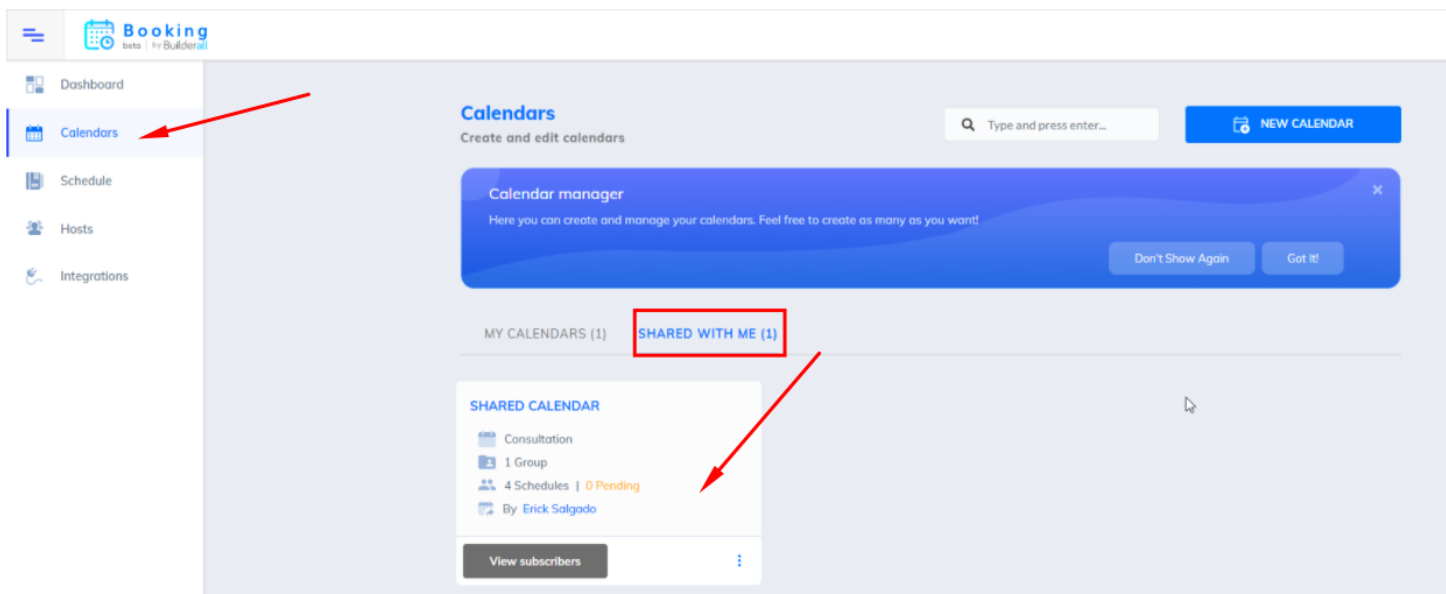 Booking
beta | by Builderall
Dashboard
Calendars
Schedule
Hosts
Integrations
Calendars
Create and edit calendars
Type and press enter...
NEW CALENDAR
Calendar manager
Here you can create and manage your calendars. Feel free to create as many as you want!
Don't Show Again
Got It!
MY CALENDARS (1)
SHARED WITH ME (1)
SHARED CALENDAR
Consultation
1 Group
4 Schedules | 0 Pending
By Erick Salgado
View subscribers